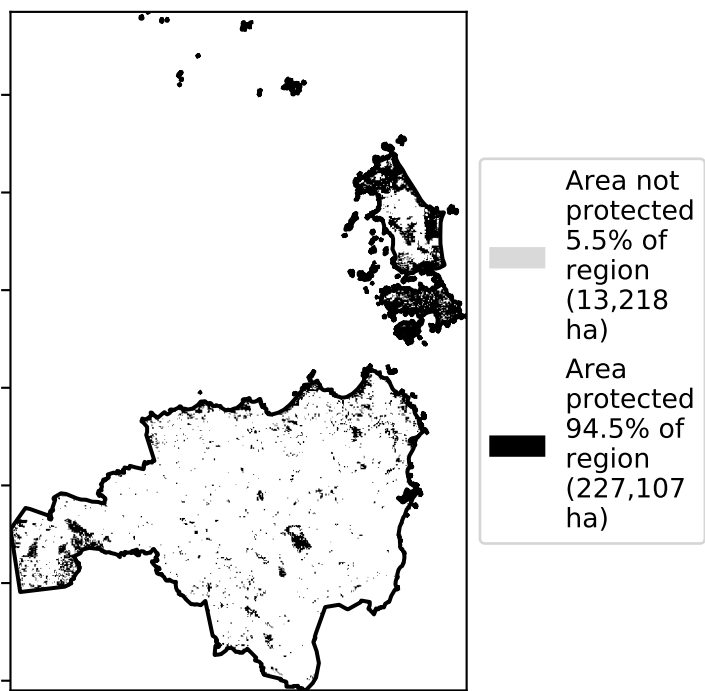 Area not
protected
5.5% of
region
(13,218
ha)
Area
protected
94.5% of
region
(227,107
ha)